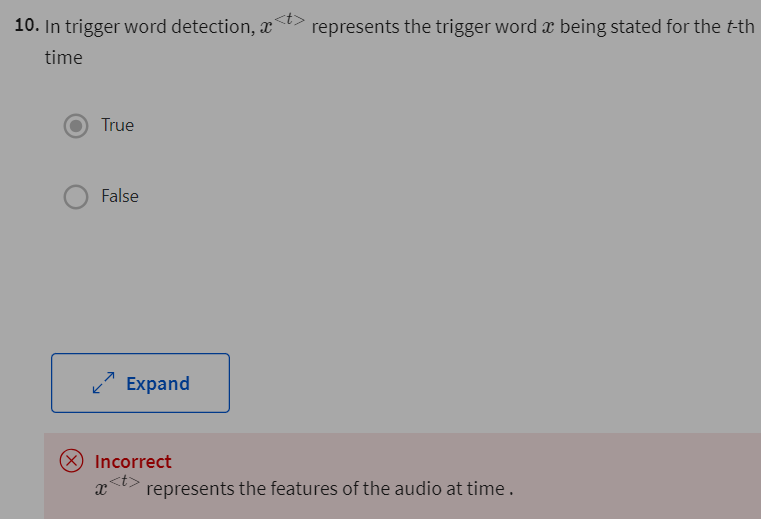 10. In trigger word detection, x<t> represents the trigger word x being stated for the t-th
time
True
False
Expand
Incorrect
x<t> represents the features of the audio at time .